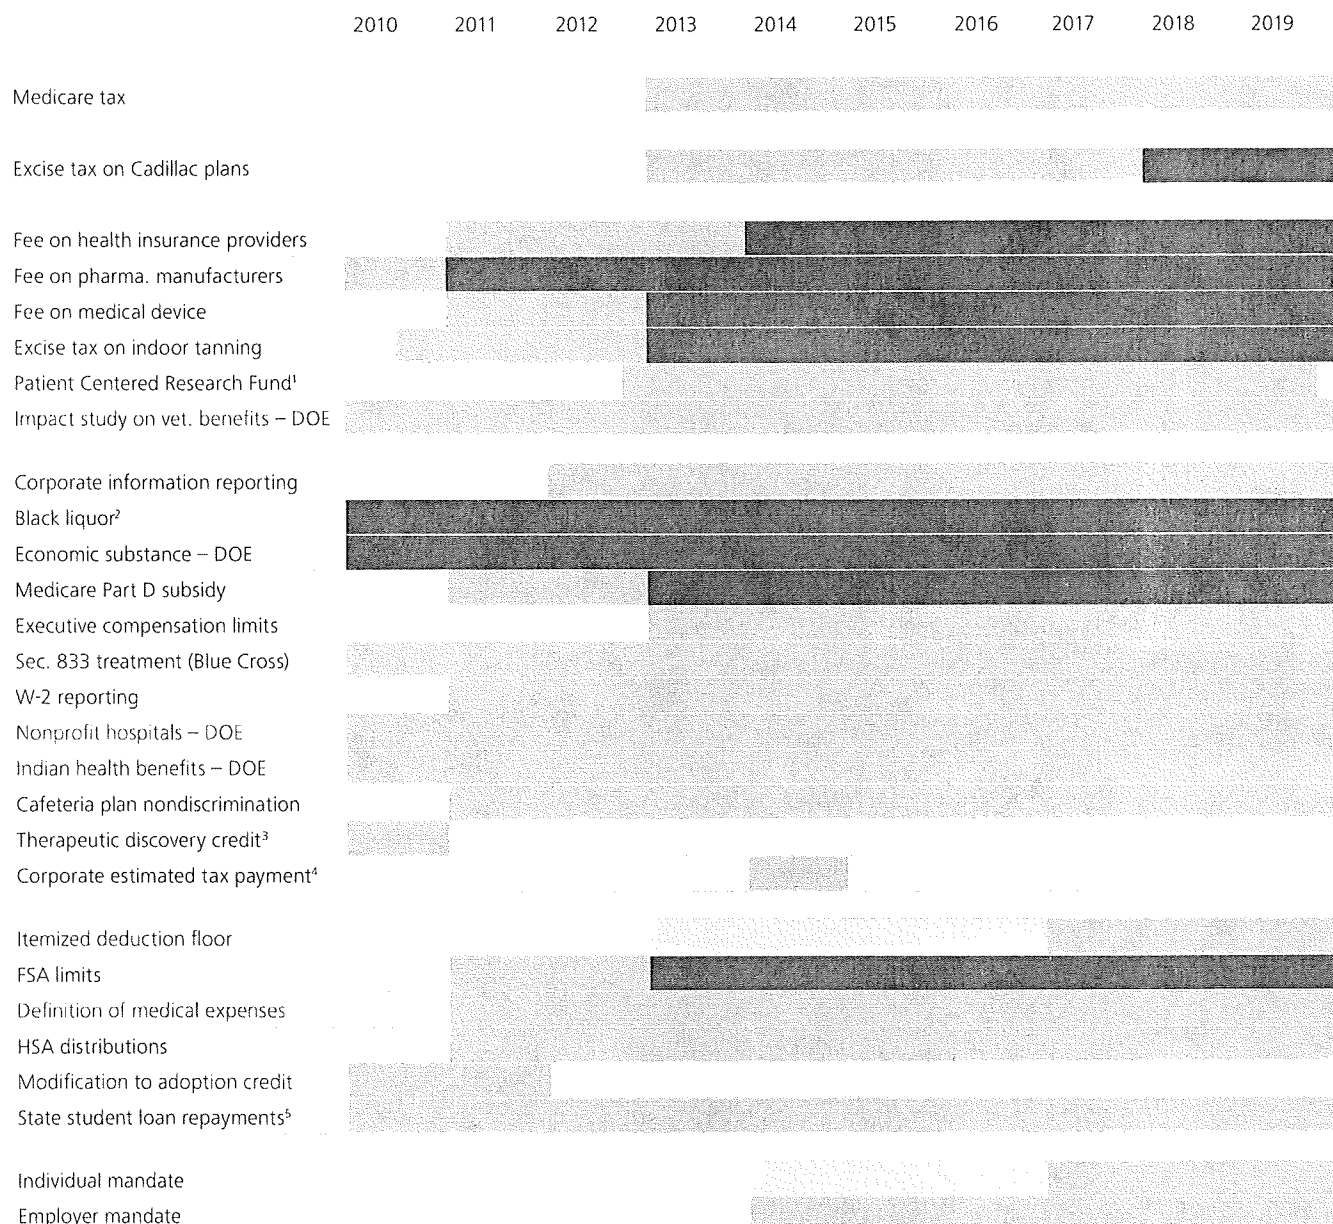 2010 2011 2012 2013 2014 2015 2016 2017 2018 2019
Medicare tax
Excise tax on Cadillac plans
Fee on health insurance providers
Fee on pharma. manufacturers
Fee on medical device
Excise tax on indoor tanning
Patient Centered Research Fund¹
Impact study on vet. benefits – DOE
Corporate information reporting
Black liquor²
Economic substance – DOE
Medicare Part D subsidy
Executive compensation limits
Sec. 833 treatment (Blue Cross)
W-2 reporting
Nonprofit hospitals – DOE
Indian health benefits – DOE
Cafeteria plan nondiscrimination
Therapeutic discovery credit³
Corporate estimated tax payment⁴
Itemized deduction floor
FSA limits
Definition of medical expenses
HSA distributions
Modification to adoption credit
State student loan repayments⁵
Individual mandate
Employer mandate